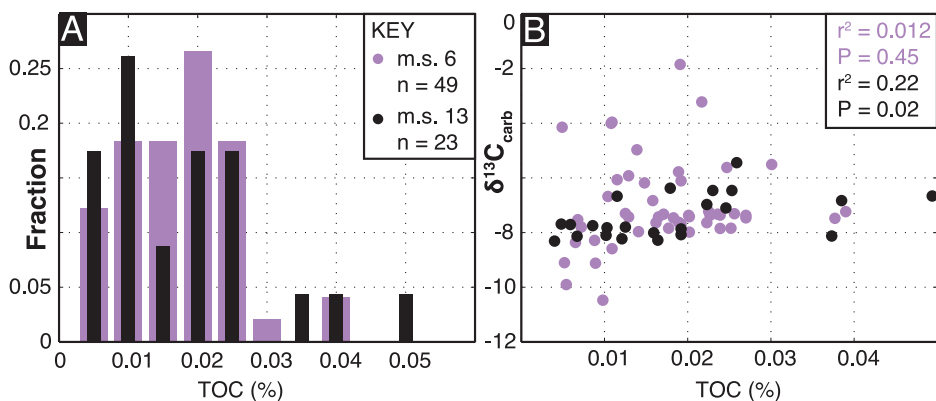 A
KEY
m.s. 6
n = 49
m.s. 13
n = 23
Fraction
0.25
0.2
0.05
0
0
0.01
0.02
0.03
0.04
0.05
TOC (%)
B
r² = 0.012
P = 0.45
r² = 0.22
P = 0.02
δ¹³C_carb
0
-2
-8
-10
-12
0.01
0.02
0.03
0.04
TOC (%)